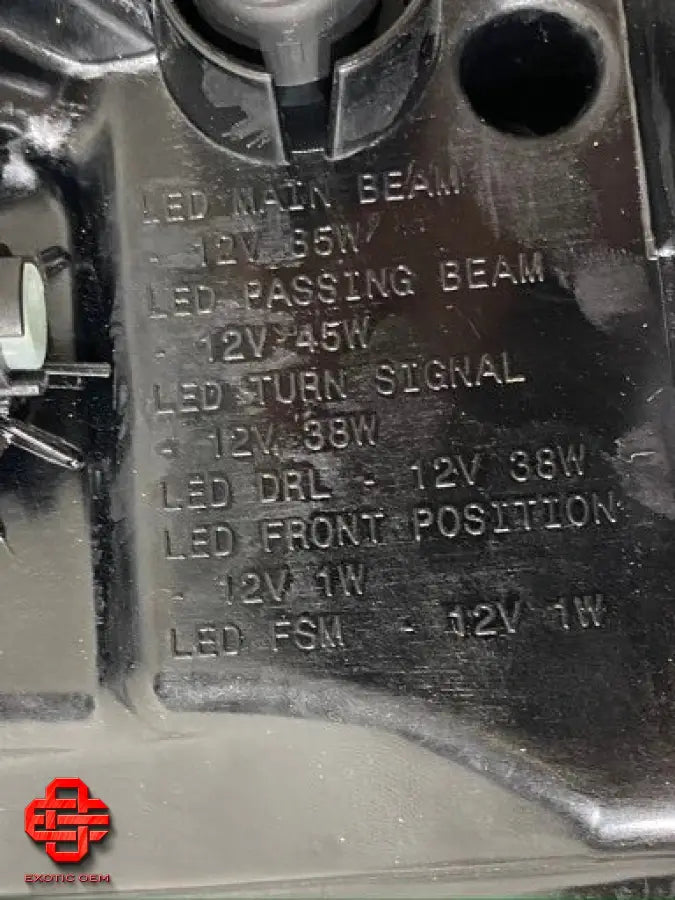 LED MAIN BEAM
- 12V
LED PASSING BEAM
- 12V 45W
LED TURN SIGNAL
- 12V 38W
LED DRL - 12V 38W
LED FRONT POSITION
- 12V 1W
LED FSM - 12V 1W
EXOTIC OEM